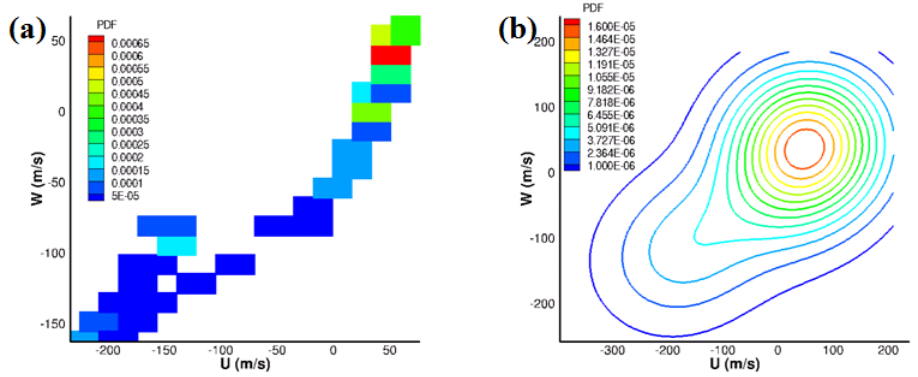 (a)
PDF
0.00065
0.0006
0.00055
0.0005
0.00045
0.0004
0.00035
0.0003
0.00025
0.0002
0.00015
0.0001
5E-05
W (m/s)
50
0
-50
-100
-150
-200
-150
-100
-50
0
50
U (m/s)
(b)
PDF
1.600E-05
1.464E-05
1.327E-05
1.191E-05
1.055E-05
9.182E-06
7.818E-06
6.455E-06
5.091E-06
3.727E-06
2.364E-06
1.000E-06
W (m/s)
200
100
0
-100
-200
-300
-200
-100
0
100
200
U (m/s)